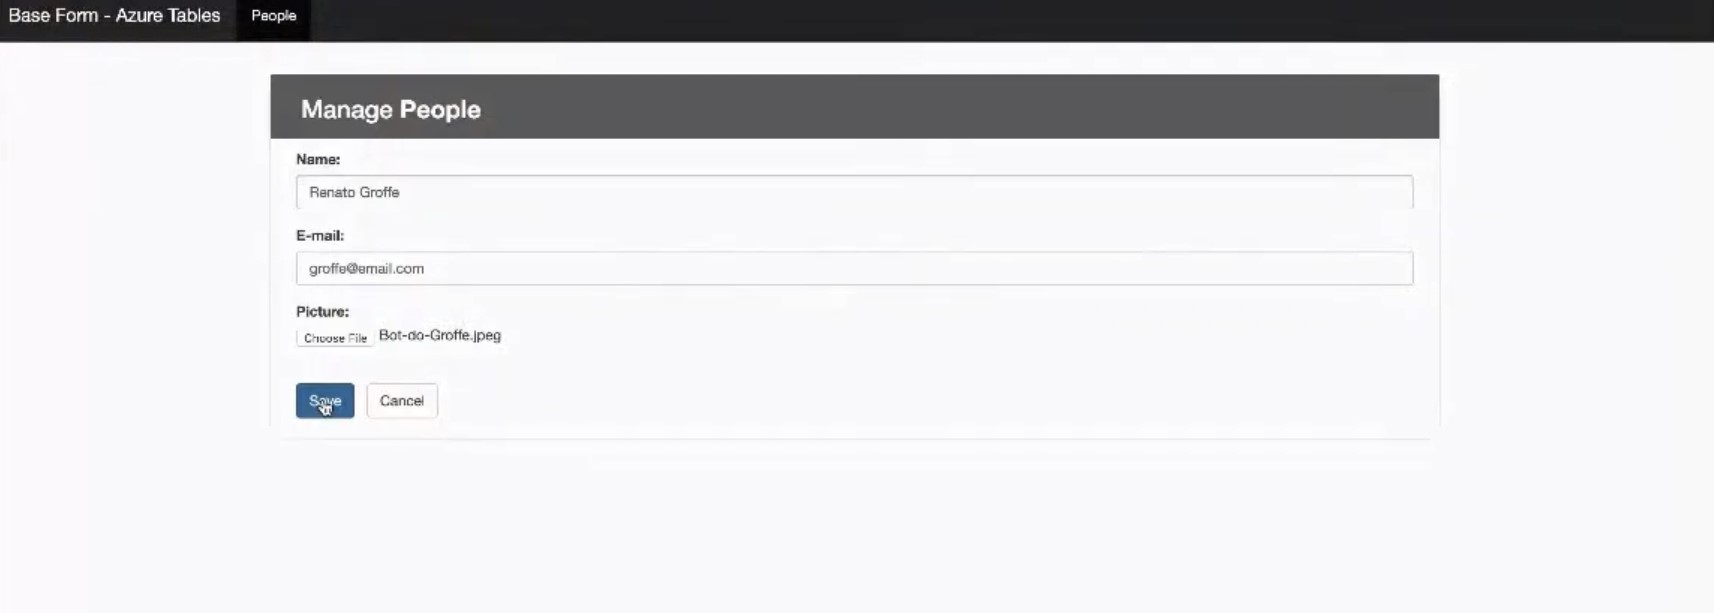 Base Form - Azure Tables People
Manage People
Name:
Renato Groffe
E-mail:
groffe@email.com
Picture:
Choose File Bot-do-Groffe.jpeg
Save Cancel